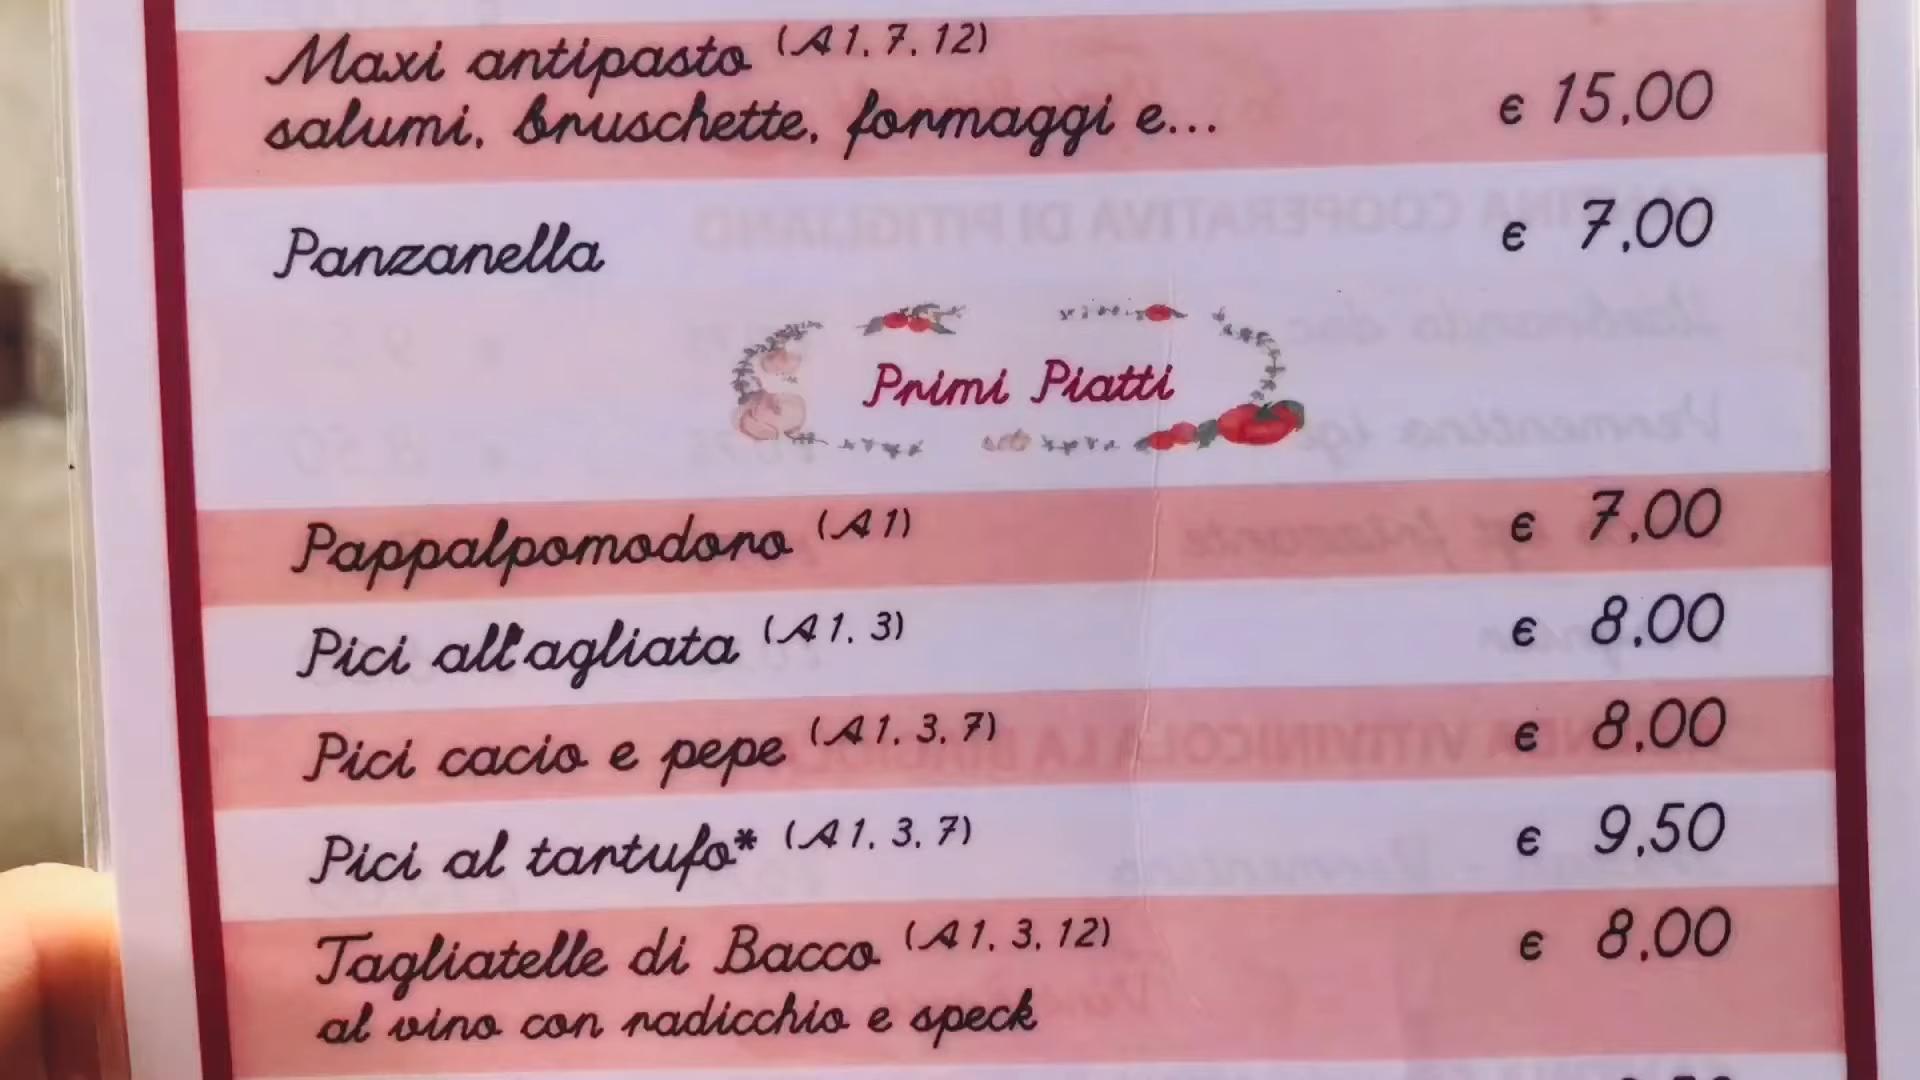 Maxi antipasto (A1, 7, 12)
salumi, bruschette, formaggi e... € 15,00
Panzanella € 7,00
Primi Piatti
Pappalpomodoro (A1) € 7,00
Pici all'agliata (A1, 3) € 8,00
Pici cacio e pepe (A1, 3, 7) € 8,00
Pici al tartufo* (A1, 3, 7) € 9,50
Tagliatelle di Bacco (A1, 3, 12) € 8,00
al vino con radicchio e speck